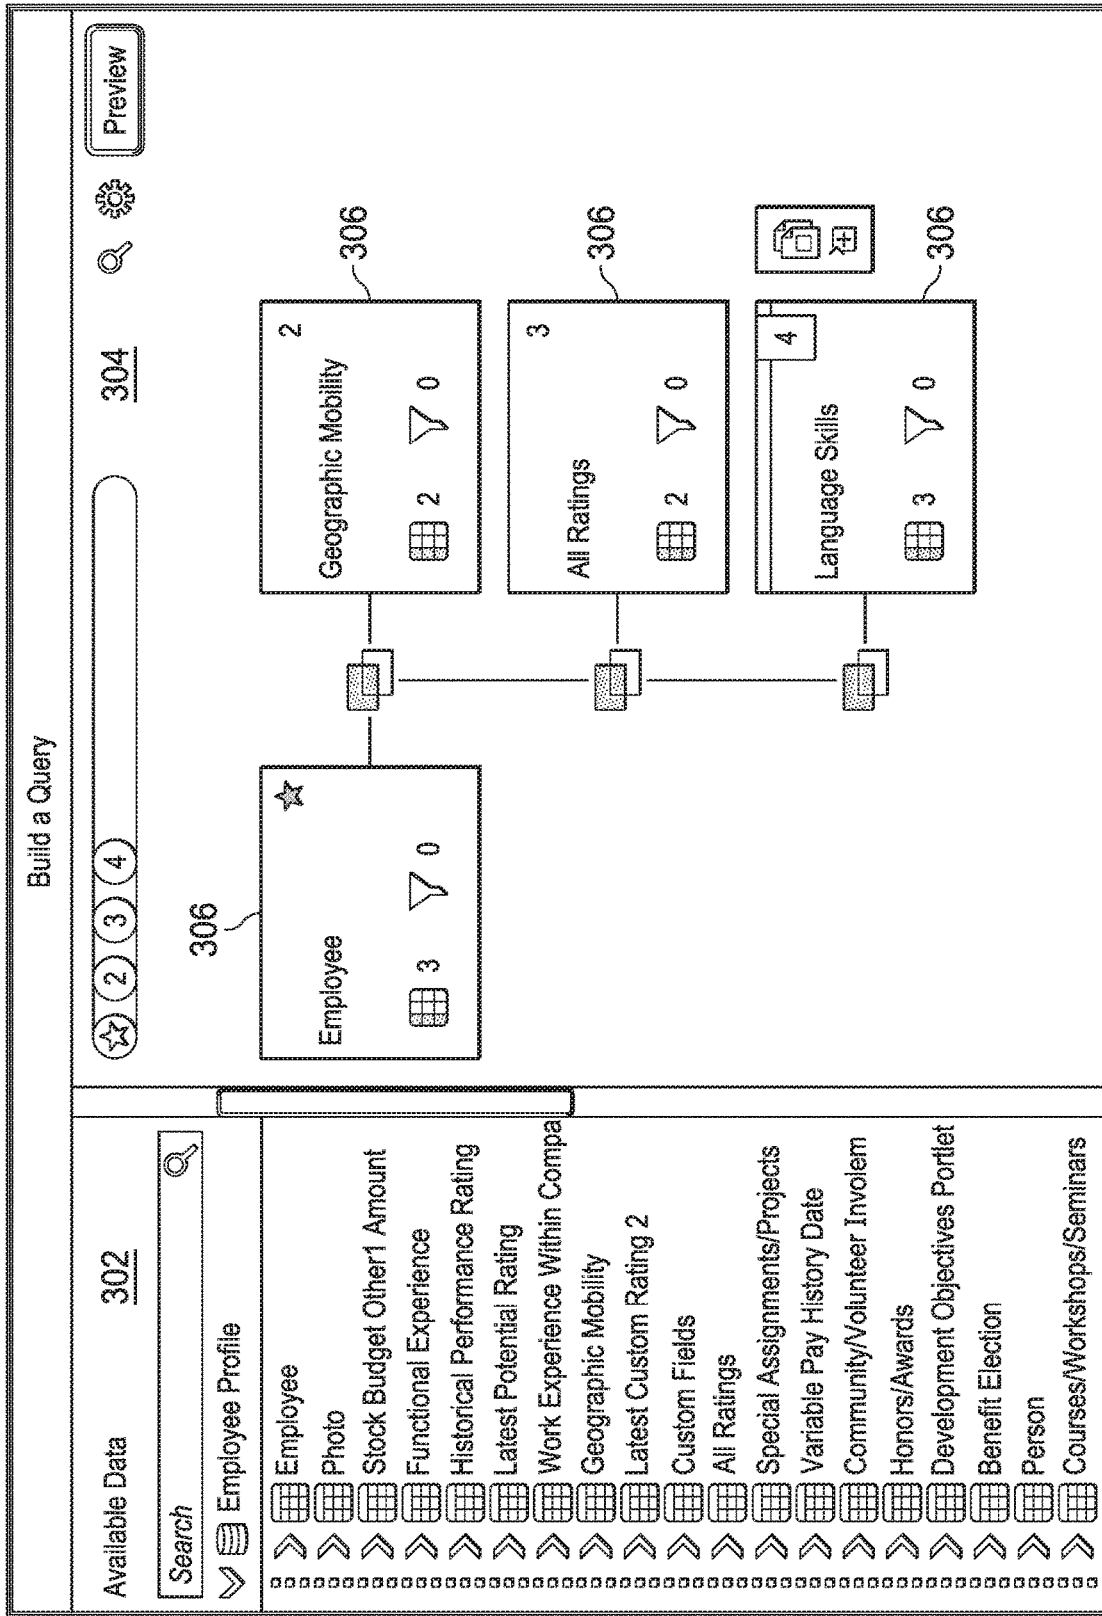 Build a Query
Available Data 302
Search
Employee Profile
Employee
Photo
Stock Budget Other1 Amount
Functional Experience
Historical Performance Rating
Latest Potential Rating
Work Experience Within Compa
Geographic Mobility
Latest Custom Rating 2
Custom Fields
All Ratings
Special Assignments/Projects
Variable Pay History Date
Community/Volunteer Involem
Honors/Awards
Development Objectives Portlet
Benefit Election
Person
Courses/Workshops/Seminars
2 3 4
304
Preview
306
Employee
3 0
2
Geographic Mobility
2 0
306
3
All Ratings
2 0
306
4
Language Skills
3 0
306